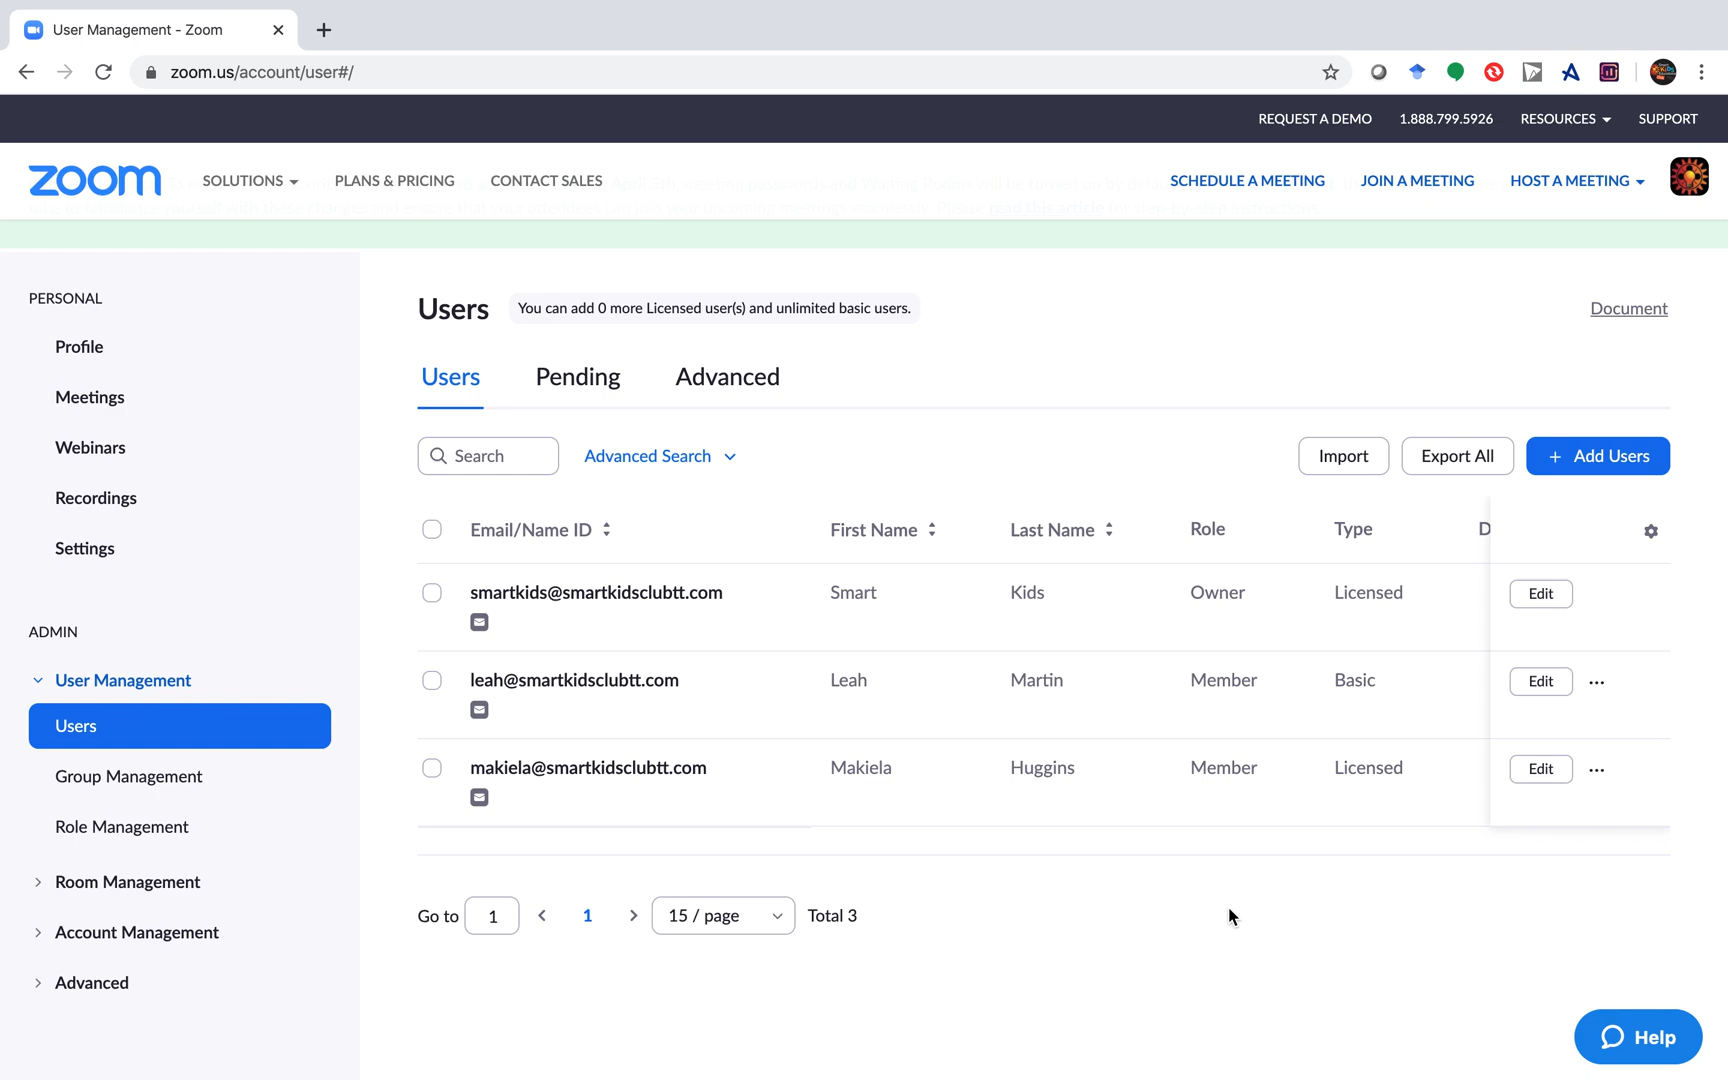 User Management - Zoom
zoom.us/account/user#/
REQUEST A DEMO 1.888.799.5926 RESOURCES SUPPORT
zoom SOLUTIONS PLANS & PRICING CONTACT SALES SCHEDULE A MEETING JOIN A MEETING HOST A MEETING
read this article
PERSONAL
Profile
Meetings
Webinars
Recordings
Settings
ADMIN
User Management
Users
Group Management
Role Management
Room Management
Account Management
Advanced
Users You can add 0 more Licensed user(s) and unlimited basic users. Document
Users Pending Advanced
Search Advanced Search Import Export All + Add Users
Email/Name ID First Name Last Name Role Type D
smartkids@smartkidsclubtt.com Smart Kids Owner Licensed Edit
leah@smartkidsclubtt.com Leah Martin Member Basic Edit ...
makiela@smartkidsclubtt.com Makiela Huggins Member Licensed Edit ...
Go to 1 < 1 > 15 / page Total 3
Help